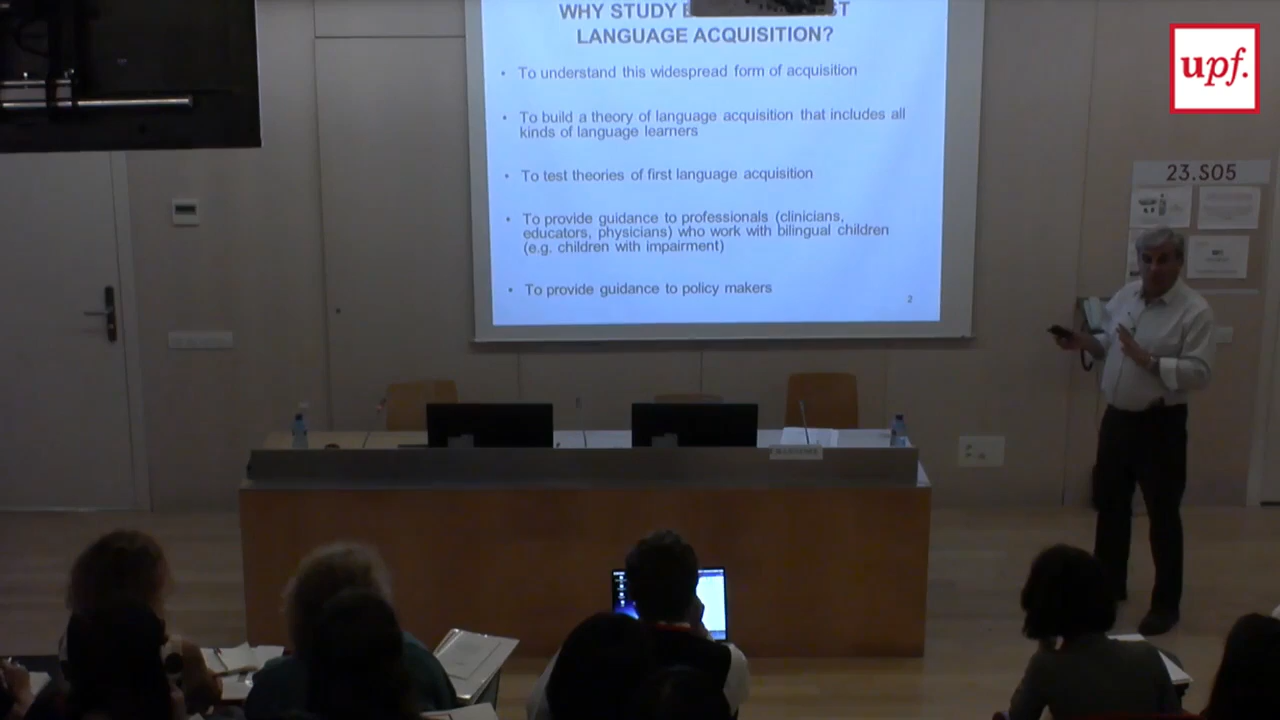 WHY STUDY
LANGUAGE ACQUISITION?
• To understand this widespread form of acquisition
• To build a theory of language acquisition that includes all
kinds of language learners
• To test theories of first language acquisition
• To provide guidance to professionals (clinicians,
educators, physicians) who work with bilingual children
(e.g. children with impairment)
• To provide guidance to policy makers
2
upf.
23.S05